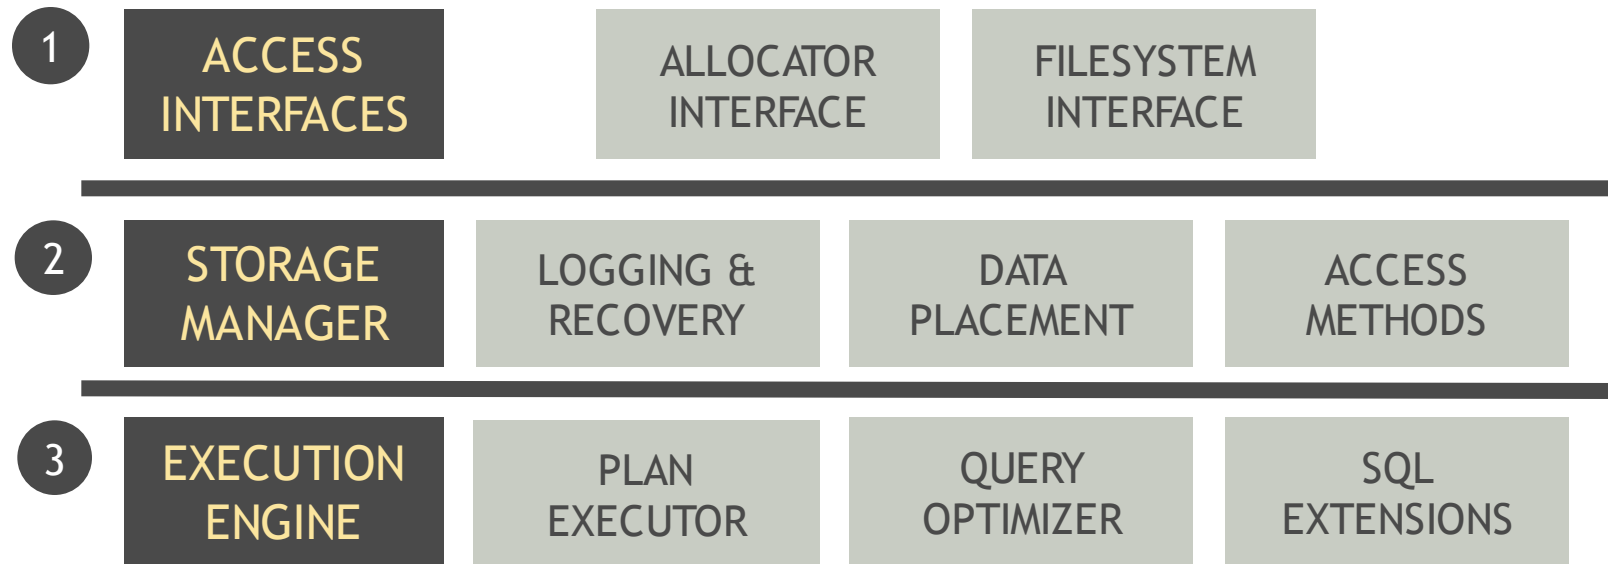 1
ACCESS
INTERFACES
ALLOCATOR
INTERFACE
FILESYSTEM
INTERFACE
2
STORAGE
MANAGER
LOGGING &
RECOVERY
DATA
PLACEMENT
ACCESS
METHODS
3
EXECUTION
ENGINE
PLAN
EXECUTOR
QUERY
OPTIMIZER
SQL
EXTENSIONS